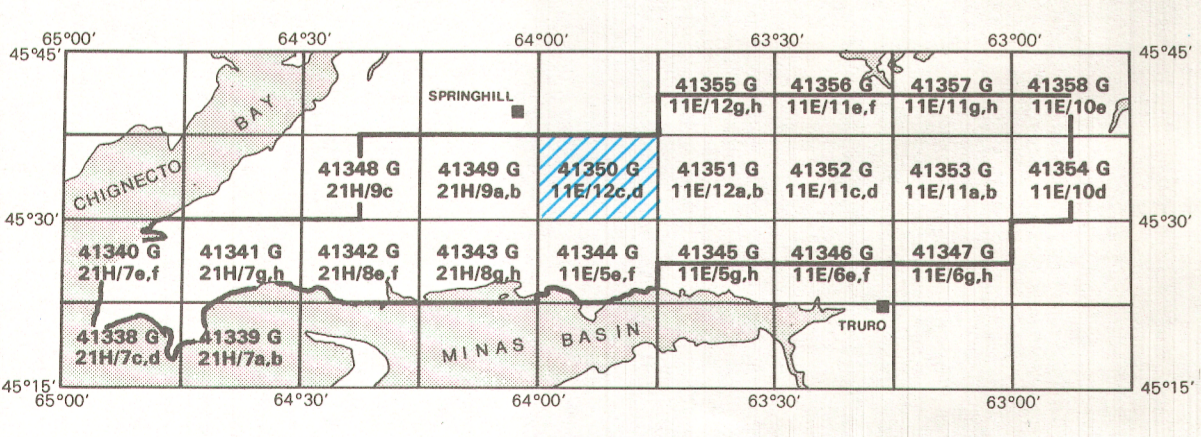 65°00′ 64°30′ 64°00′ 63°30′ 63°00′
45°45′ 45°45′
41355 G 41356 G 41357 G 41358 G
SPRINGHILL 11E/12g,h 11E/11e,f 11E/11g,h 11E/10e
CHIGNECTO BAY
41348 G 41349 G 41350 G 41351 G 41352 G 41353 G 41354 G
21H/9c 21H/9a,b 11E/12c,d 11E/12a,b 11E/11c,d 11E/11a,b 11E/10d
45°30′ 45°30′
41340 G 41341 G 41342 G 41343 G 41344 G 41345 G 41346 G 41347 G
21H/7e,f 21H/7g,h 21H/8e,f 21H/8g,h 11E/5e,f 11E/5g,h 11E/6e,f 11E/6g,h
TRURO
41338 G 41339 G
21H/7c,d 21H/7a,b MINAS BASIN
45°15′ 45°15′
65°00′ 64°30′ 64°00′ 63°30′ 63°00′